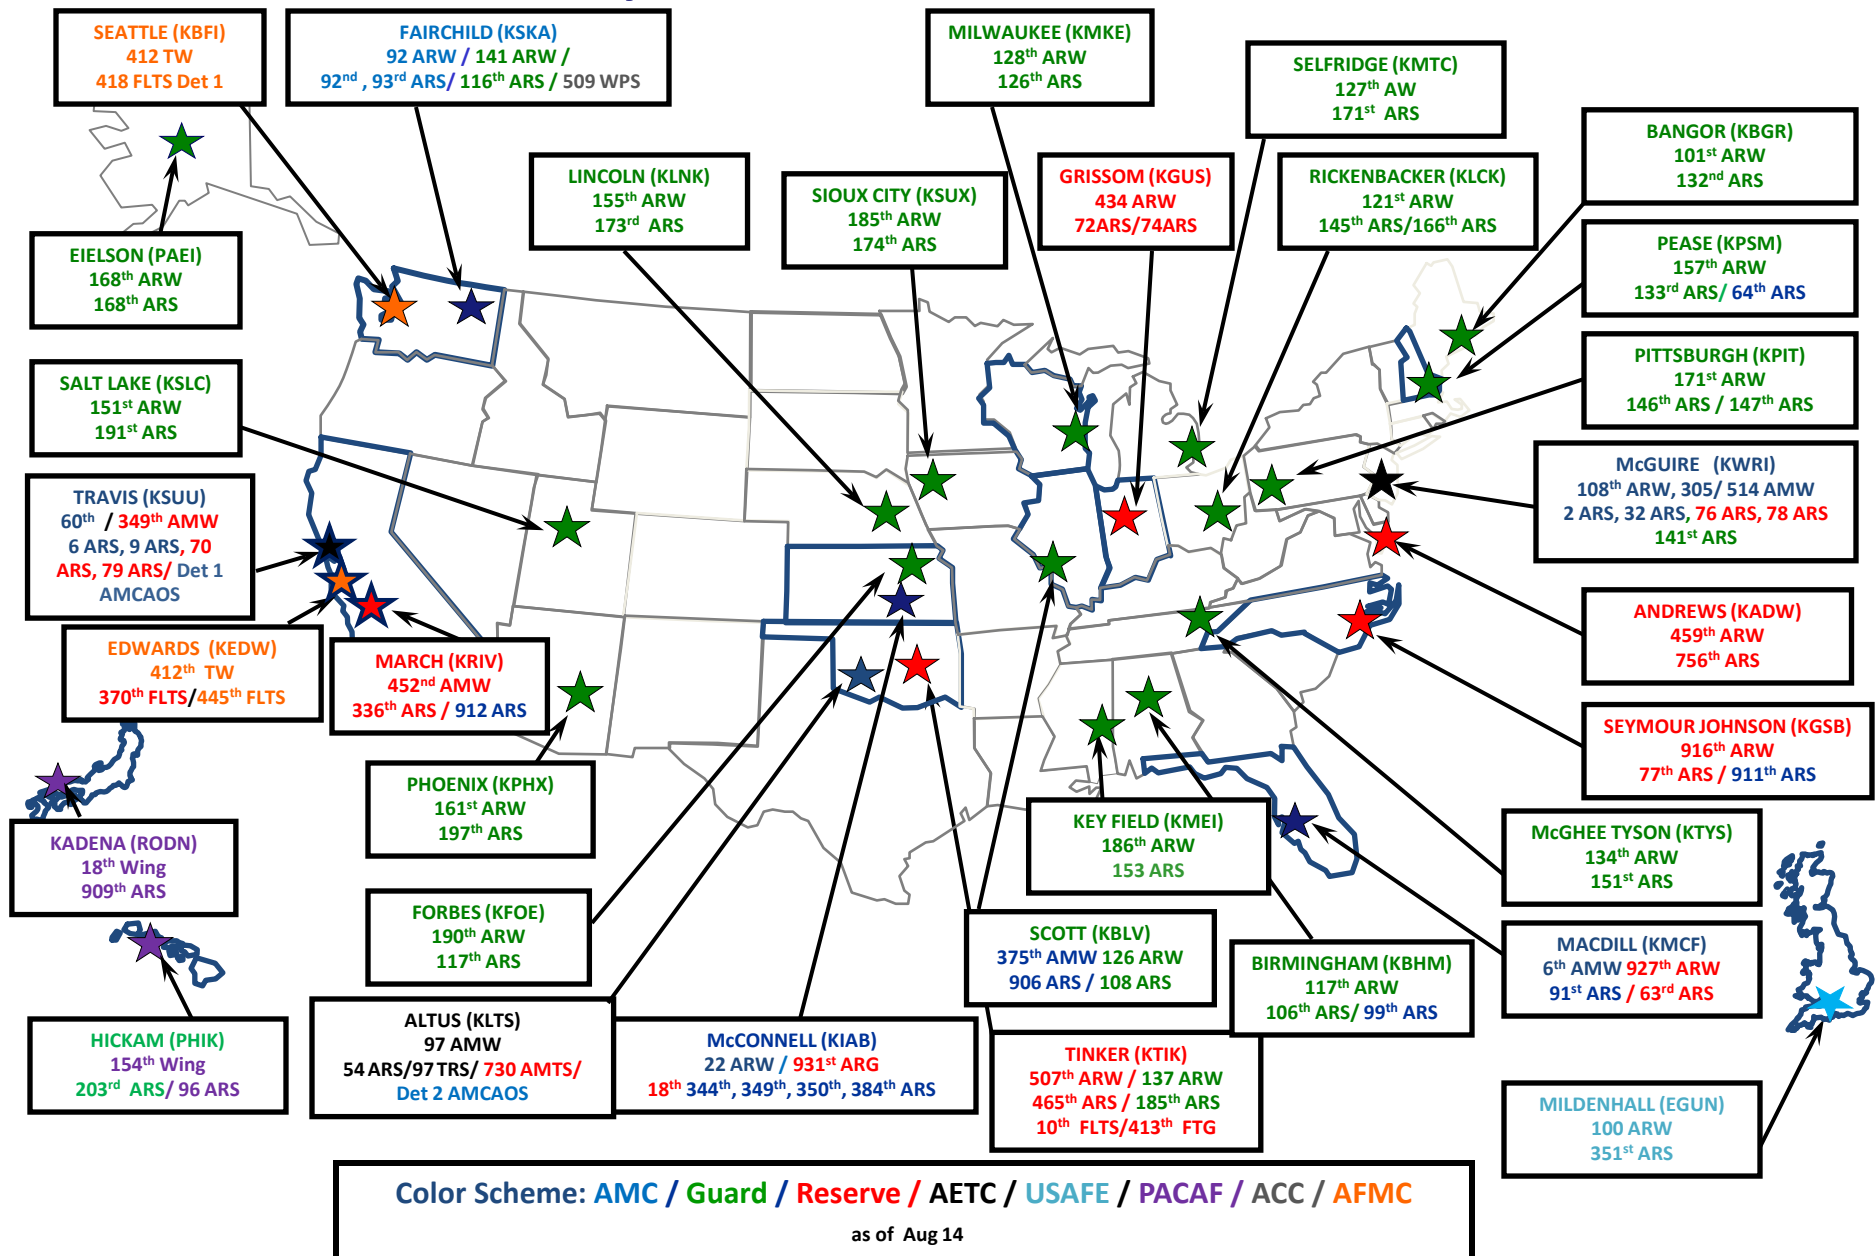 SEATTLE (KBFI)
412 TW
418 FLTS Det 1
FAIRCHILD (KSKA)
92 ARW / 141 ARW /
92nd , 93rd ARS/ 116th ARS / 509 WPS
MILWAUKEE (KMKE)
128th ARW
126th ARS
SELFRIDGE (KMTC)
127th AW
171st ARS
BANGOR (KBGR)
101st ARW
132nd ARS
LINCOLN (KLNK)
155th ARW
173rd ARS
SIOUX CITY (KSUX)
185th ARW
174th ARS
GRISSOM (KGUS)
434 ARW
72ARS/74ARS
RICKENBACKER (KLCK)
121st ARW
145th ARS/166th ARS
EIELSON (PAEI)
168th ARW
168th ARS
PEASE (KPSM)
157th ARW
133rd ARS/ 64th ARS
SALT LAKE (KSLC)
151st ARW
191st ARS
PITTSBURGH (KPIT)
171st ARW
146th ARS / 147th ARS
TRAVIS (KSUU)
60th / 349th AMW
6 ARS, 9 ARS, 70
ARS, 79 ARS/ Det 1
AMCAOS
McGUIRE (KWRI)
108th ARW, 305/ 514 AMW
2 ARS, 32 ARS, 76 ARS, 78 ARS
141st ARS
EDWARDS (KEDW)
412th TW
370th FLTS/445th FLTS
MARCH (KRIV)
452nd AMW
336th ARS / 912 ARS
ANDREWS (KADW)
459th ARW
756th ARS
SEYMOUR JOHNSON (KGSB)
916th ARW
77th ARS / 911th ARS
PHOENIX (KPHX)
161st ARW
197th ARS
KADENA (RODN)
18th Wing
909th ARS
KEY FIELD (KMEI)
186th ARW
153 ARS
McGHEE TYSON (KTYS)
134th ARW
151st ARS
FORBES (KFOE)
190th ARW
117th ARS
SCOTT (KBLV)
375th AMW 126 ARW
906 ARS / 108 ARS
BIRMINGHAM (KBHM)
117th ARW
106th ARS/ 99th ARS
MACDILL (KMCF)
6th AMW 927th ARW
91st ARS / 63rd ARS
HICKAM (PHIK)
154th Wing
203rd ARS/ 96 ARS
ALTUS (KLTS)
97 AMW
54 ARS/97 TRS/ 730 AMTS/
Det 2 AMCAOS
McCONNELL (KIAB)
22 ARW / 931st ARG
18th 344th, 349th, 350th, 384th ARS
TINKER (KTIK)
507th ARW / 137 ARW
465th ARS / 185th ARS
10th FLTS/413th FTG
MILDENHALL (EGUN)
100 ARW
351st ARS
Color Scheme: AMC / Guard / Reserve / AETC / USAFE / PACAF / ACC / AFMC
as of Aug 14